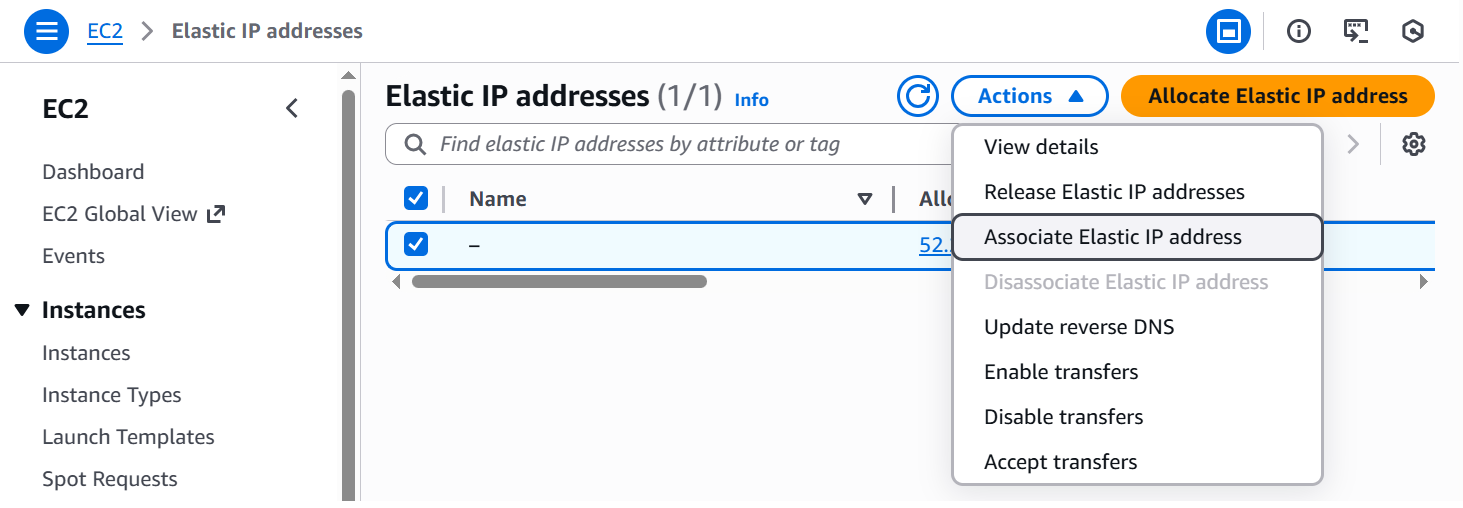 EC2 > Elastic IP addresses
EC2
Dashboard
EC2 Global View
Events
Instances
Instances
Instance Types
Launch Templates
Spot Requests
Elastic IP addresses (1/1) Info
Actions
Allocate Elastic IP address
Find elastic IP addresses by attribute or tag
Name
–
52.
View details
Release Elastic IP addresses
Associate Elastic IP address
Disassociate Elastic IP address
Update reverse DNS
Enable transfers
Disable transfers
Accept transfers